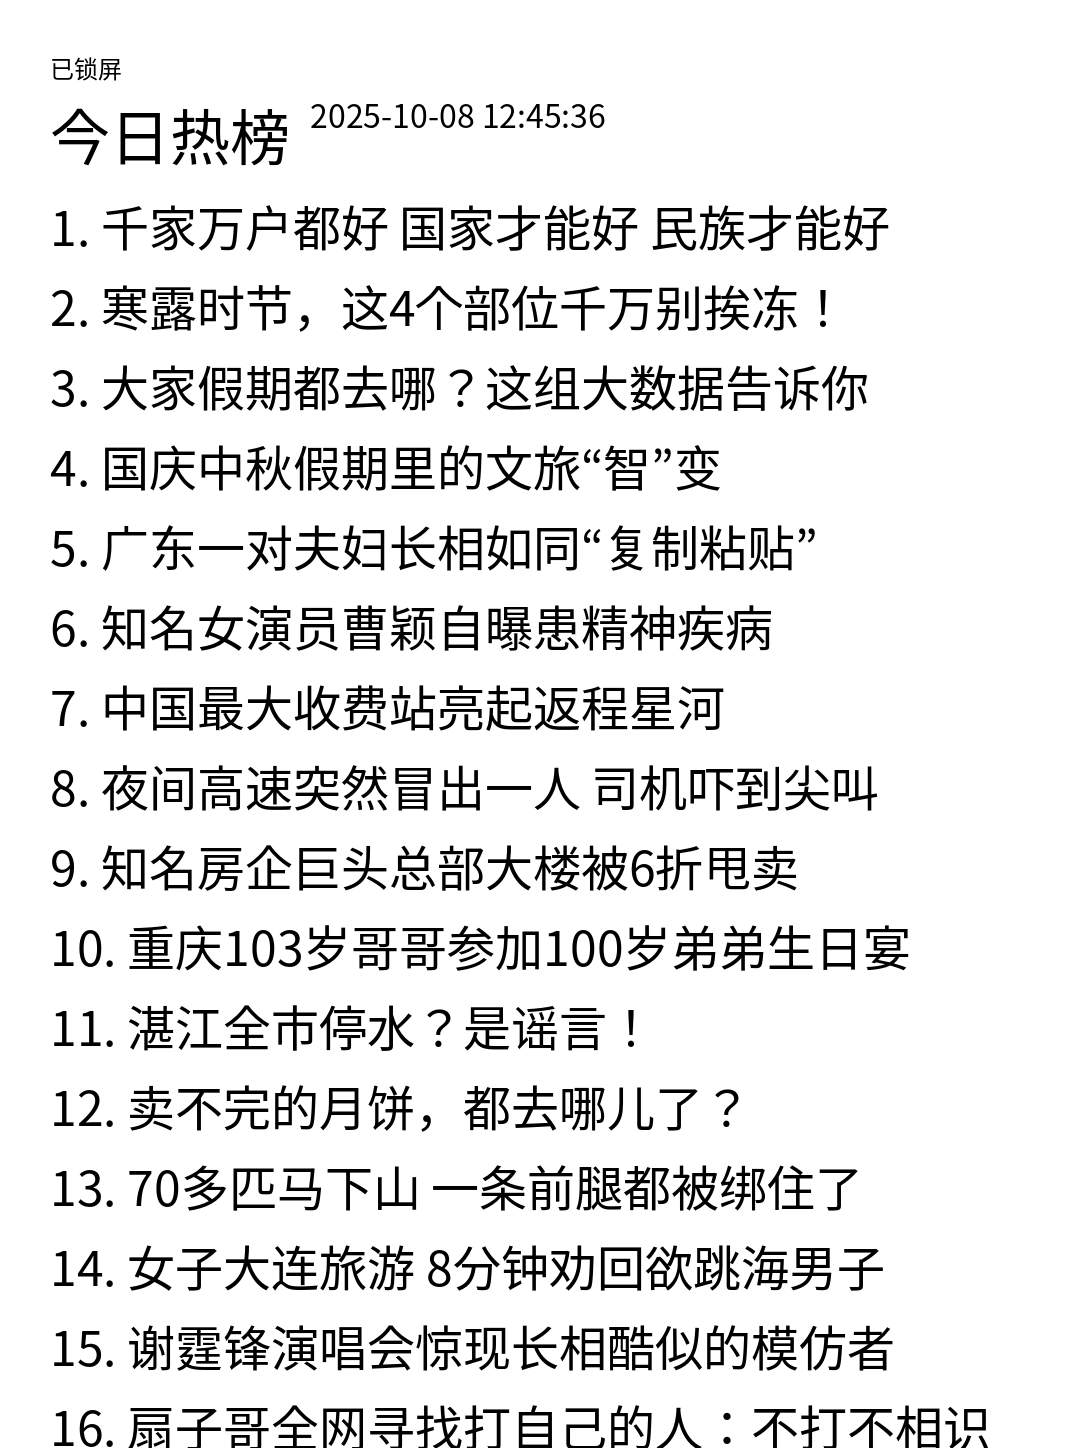 已锁屏
今日热榜 2025-10-08 12:45:36
1. 千家万户都好 国家才能好 民族才能好
2. 寒露时节，这4个部位千万别挨冻！
3. 大家假期都去哪？这组大数据告诉你
4. 国庆中秋假期里的文旅“智”变
5. 广东一对夫妇长相如同“复制粘贴”
6. 知名女演员曹颖自曝患精神疾病
7. 中国最大收费站亮起返程星河
8. 夜间高速突然冒出一人 司机吓到尖叫
9. 知名房企巨头总部大楼被6折甩卖
10. 重庆103岁哥哥参加100岁弟弟生日宴
11. 湛江全市停水？是谣言！
12. 卖不完的月饼，都去哪儿了？
13. 70多匹马下山 一条前腿都被绑住了
14. 女子大连旅游 8分钟劝回欲跳海男子
15. 谢霆锋演唱会惊现长相酷似的模仿者
16. 扇子哥全网寻找打自己的人：不打不相识